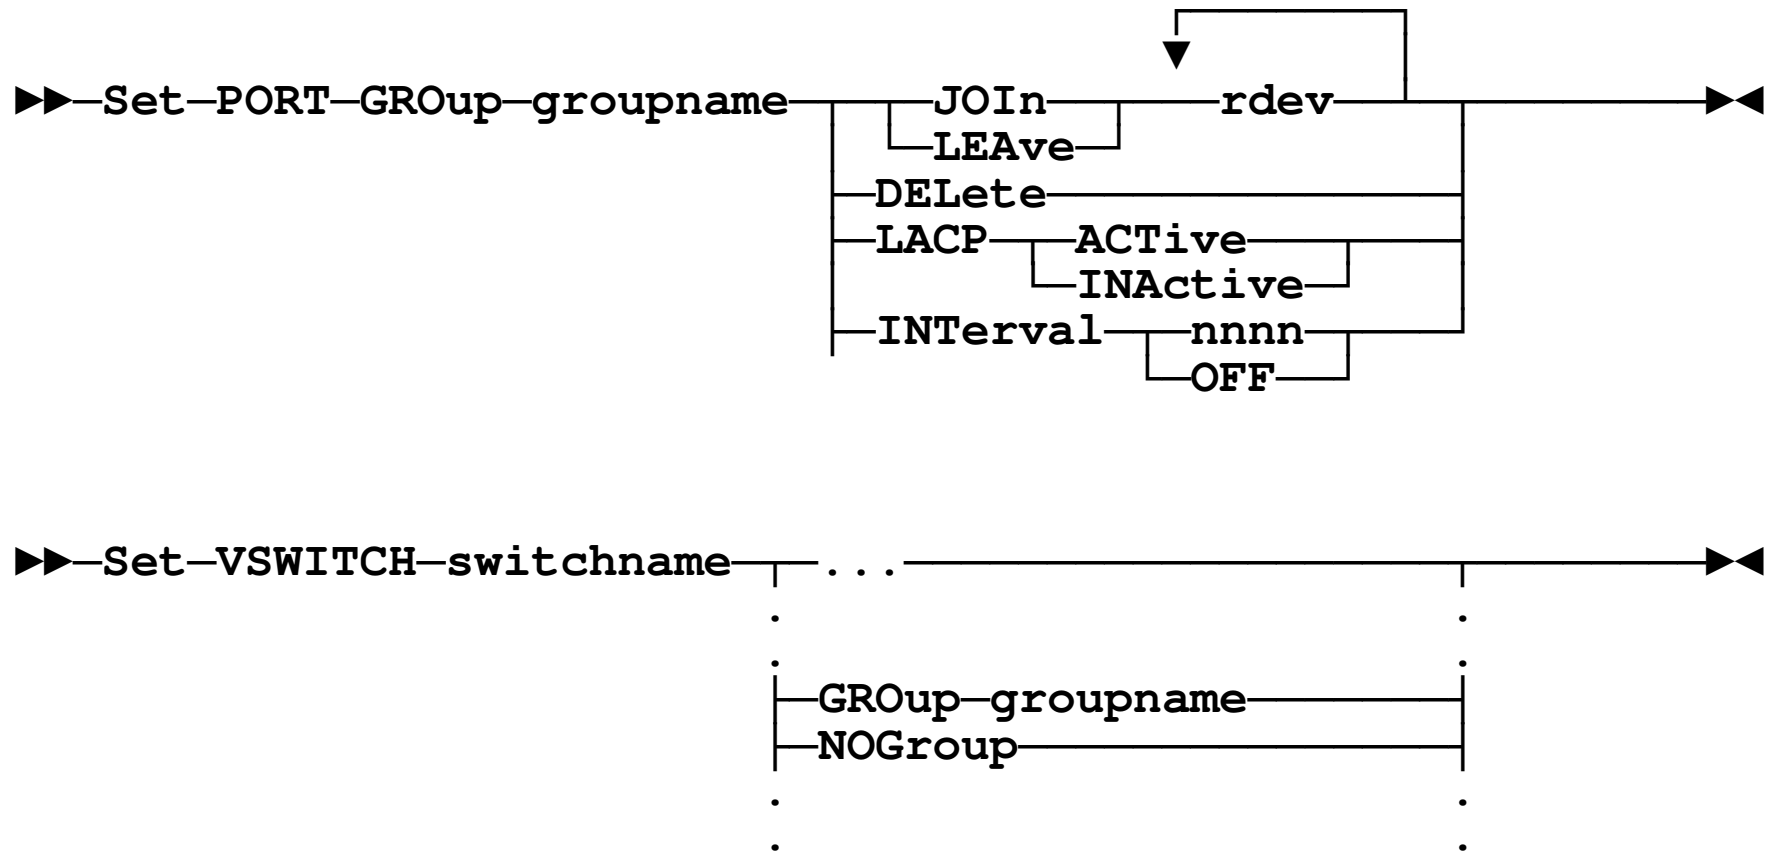 Set PORT GROup groupname JOIn rdev
LEAve
DELete
LACP ACTive
INActive
INTerval nnnn
OFF
Set VSWITCH switchname ...
. .
. .
GROup groupname
NOGroup
. .
. .